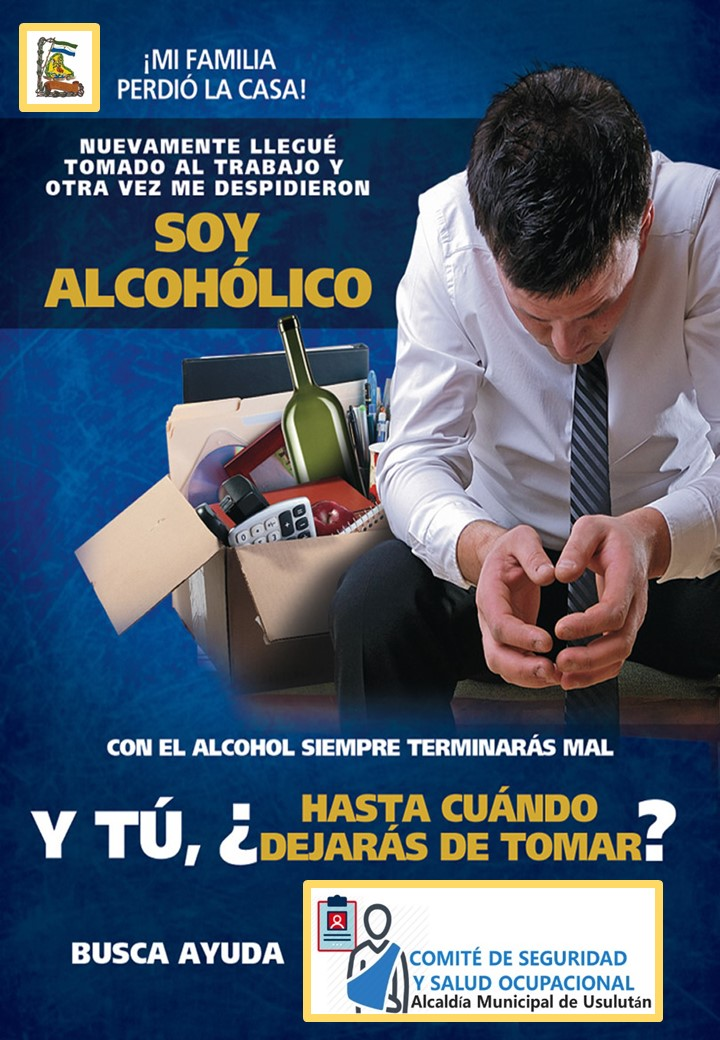 ¡MI FAMILIA
PERDIÓ LA CASA!
NUEVAMENTE LLEGUÉ
TOMADO AL TRABAJO Y
OTRA VEZ ME DESPIDIERON
SOY
ALCOHÓLICO
CON EL ALCOHOL SIEMPRE TERMINARÁS MAL
Y TÚ, ¿HASTA CUÁNDO
DEJARÁS DE TOMAR?
BUSCA AYUDA
COMITÉ DE SEGURIDAD
Y SALUD OCUPACIONAL
Alcaldía Municipal de Usulután